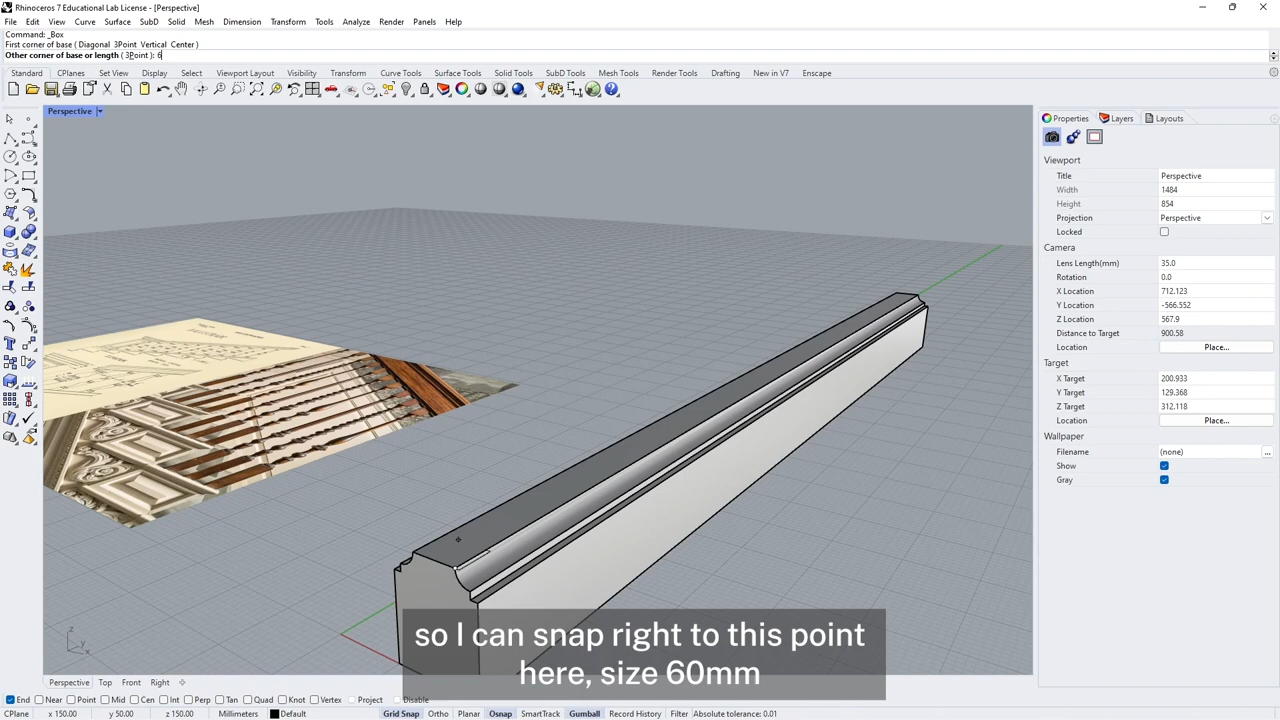 Rhinoceros 7 Educational Lab License - [Perspective]
File Edit View Curve Surface SubD Solid Mesh Dimension Transform Tools Analyze Render Panels Help
Command: _Box
First corner of base ( Diagonal 3Point Vertical Center )
Other corner of base or length ( 3Point ): 6
Standard CPlanes Set View Display Select Viewport Layout Visibility Transform Curve Tools Surface Tools Solid Tools SubD Tools Mesh Tools Render Tools Drafting New in V7 Enscape
Perspective
Properties Layers Layouts
Viewport
Title Perspective
Width 1484
Height 854
Projection Perspective
Locked
Camera
Lens Length(mm) 35.0
Rotation 0.0
X Location 712.123
Y Location -566.552
Z Location 567.9
Distance to Target 900.58
Location Place...
Target
X Target 200.933
Y Target 129.368
Z Target 312.118
Location Place...
Wallpaper
Filename (none) ...
Show
Gray
z
y
x
so I can snap right to this point
here, size 60mm
Perspective Top Front Right
End Near Point Mid Cen Int Perp Tan Quad Knot Vertex Project Disable
CPlane x 150.00 y 50.00 z 150.00 Millimeters Default Grid Snap Ortho Planar Osnap SmartTrack Gumball Record History Filter Absolute tolerance: 0.01